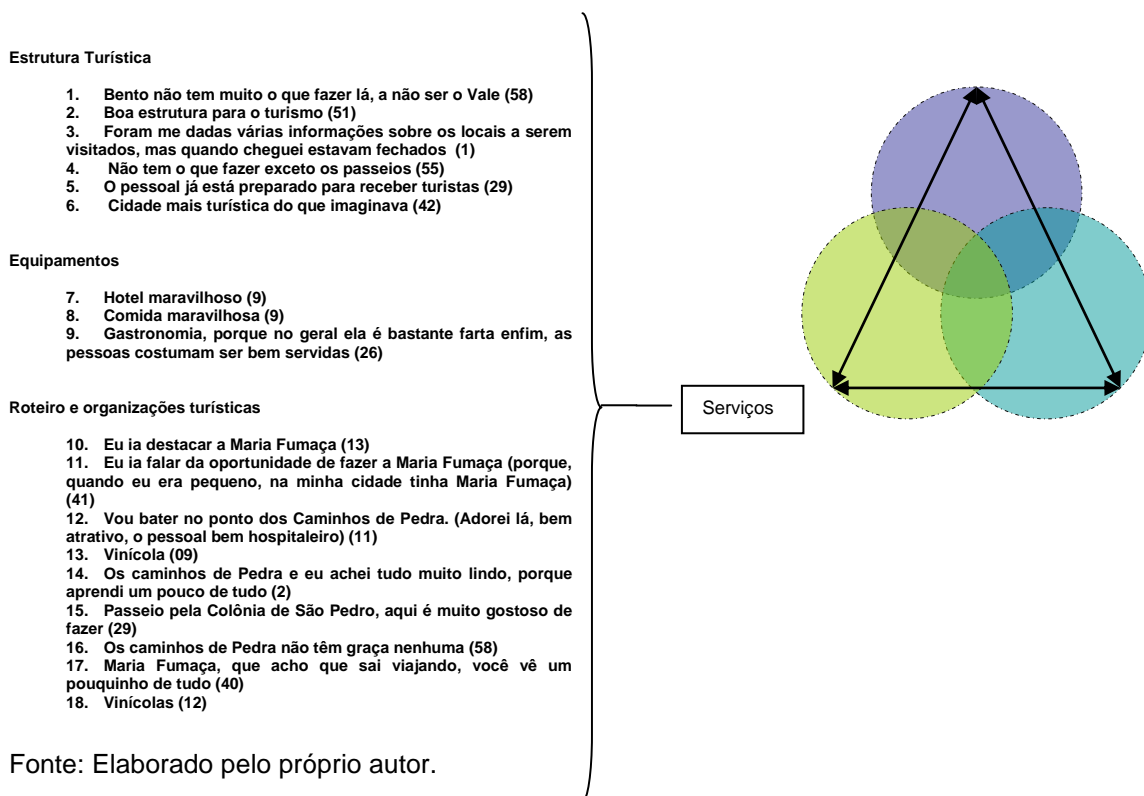 Estrutura Turística
1. Bento não tem muito o que fazer lá, a não ser o Vale (58)
2. Boa estrutura para o turismo (51)
3. Foram me dadas várias informações sobre os locais a serem
visitados, mas quando cheguei estavam fechados (1)
4. Não tem o que fazer exceto os passeios (55)
5. O pessoal já está preparado para receber turistas (29)
6. Cidade mais turística do que imaginava (42)
Equipamentos
7. Hotel maravilhoso (9)
8. Comida maravilhosa (9)
9. Gastronomia, porque no geral ela é bastante farta enfim, as
pessoas costumam ser bem servidas (26)
Roteiro e organizações turísticas
10. Eu ia destacar a Maria Fumaça (13)
11. Eu ia falar da oportunidade de fazer a Maria Fumaça (porque,
quando eu era pequeno, na minha cidade tinha Maria Fumaça)
(41)
12. Vou bater no ponto dos Caminhos de Pedra. (Adorei lá, bem
atrativo, o pessoal bem hospitaleiro) (11)
13. Vinícola (09)
14. Os caminhos de Pedra e eu achei tudo muito lindo, porque
aprendi um pouco de tudo (2)
15. Passeio pela Colônia de São Pedro, aqui é muito gostoso de
fazer (29)
16. Os caminhos de Pedra não têm graça nenhuma (58)
17. Maria Fumaça, que acho que sai viajando, você vê um
pouquinho de tudo (40)
18. Vinícolas (12)
Serviços
Fonte: Elaborado pelo próprio autor.